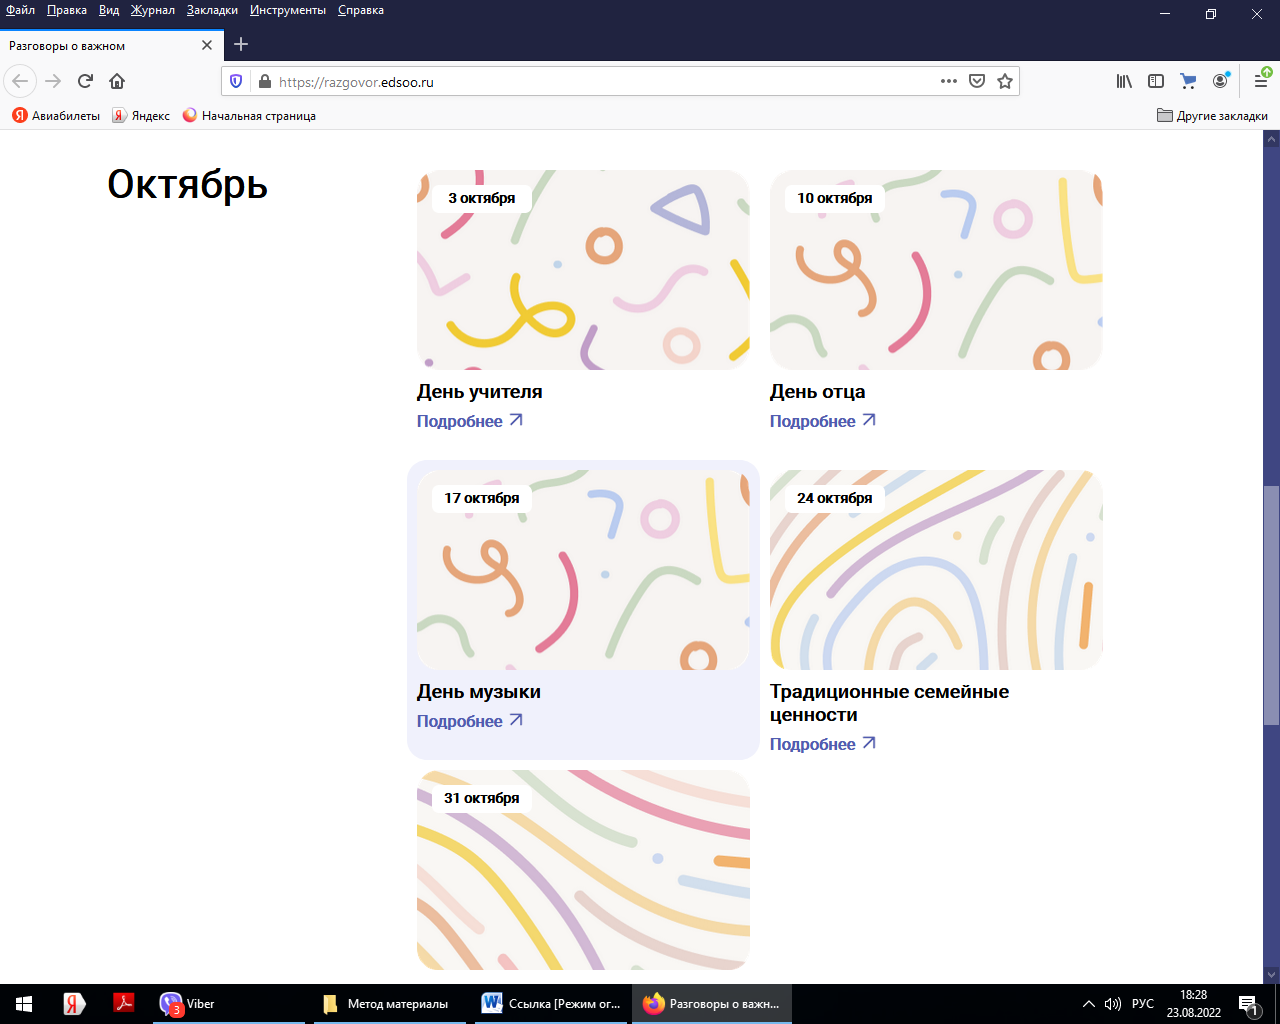 Файл Правка Вид Журнал Закладки Инструменты Справка
Разговоры о важном
https://razgovor.edsoo.ru
Авиабилеты Яндекс Начальная страница Другие закладки
Октябрь
3 октября
День учителя
Подробнее
10 октября
День отца
Подробнее
17 октября
День музыки
Подробнее
24 октября
Традиционные семейные
ценности
Подробнее
31 октября
3 Viber
Метод материалы
Ссылка [Режим ог...
Разговоры о важн...
РУС
18:28
23.08.2022
1